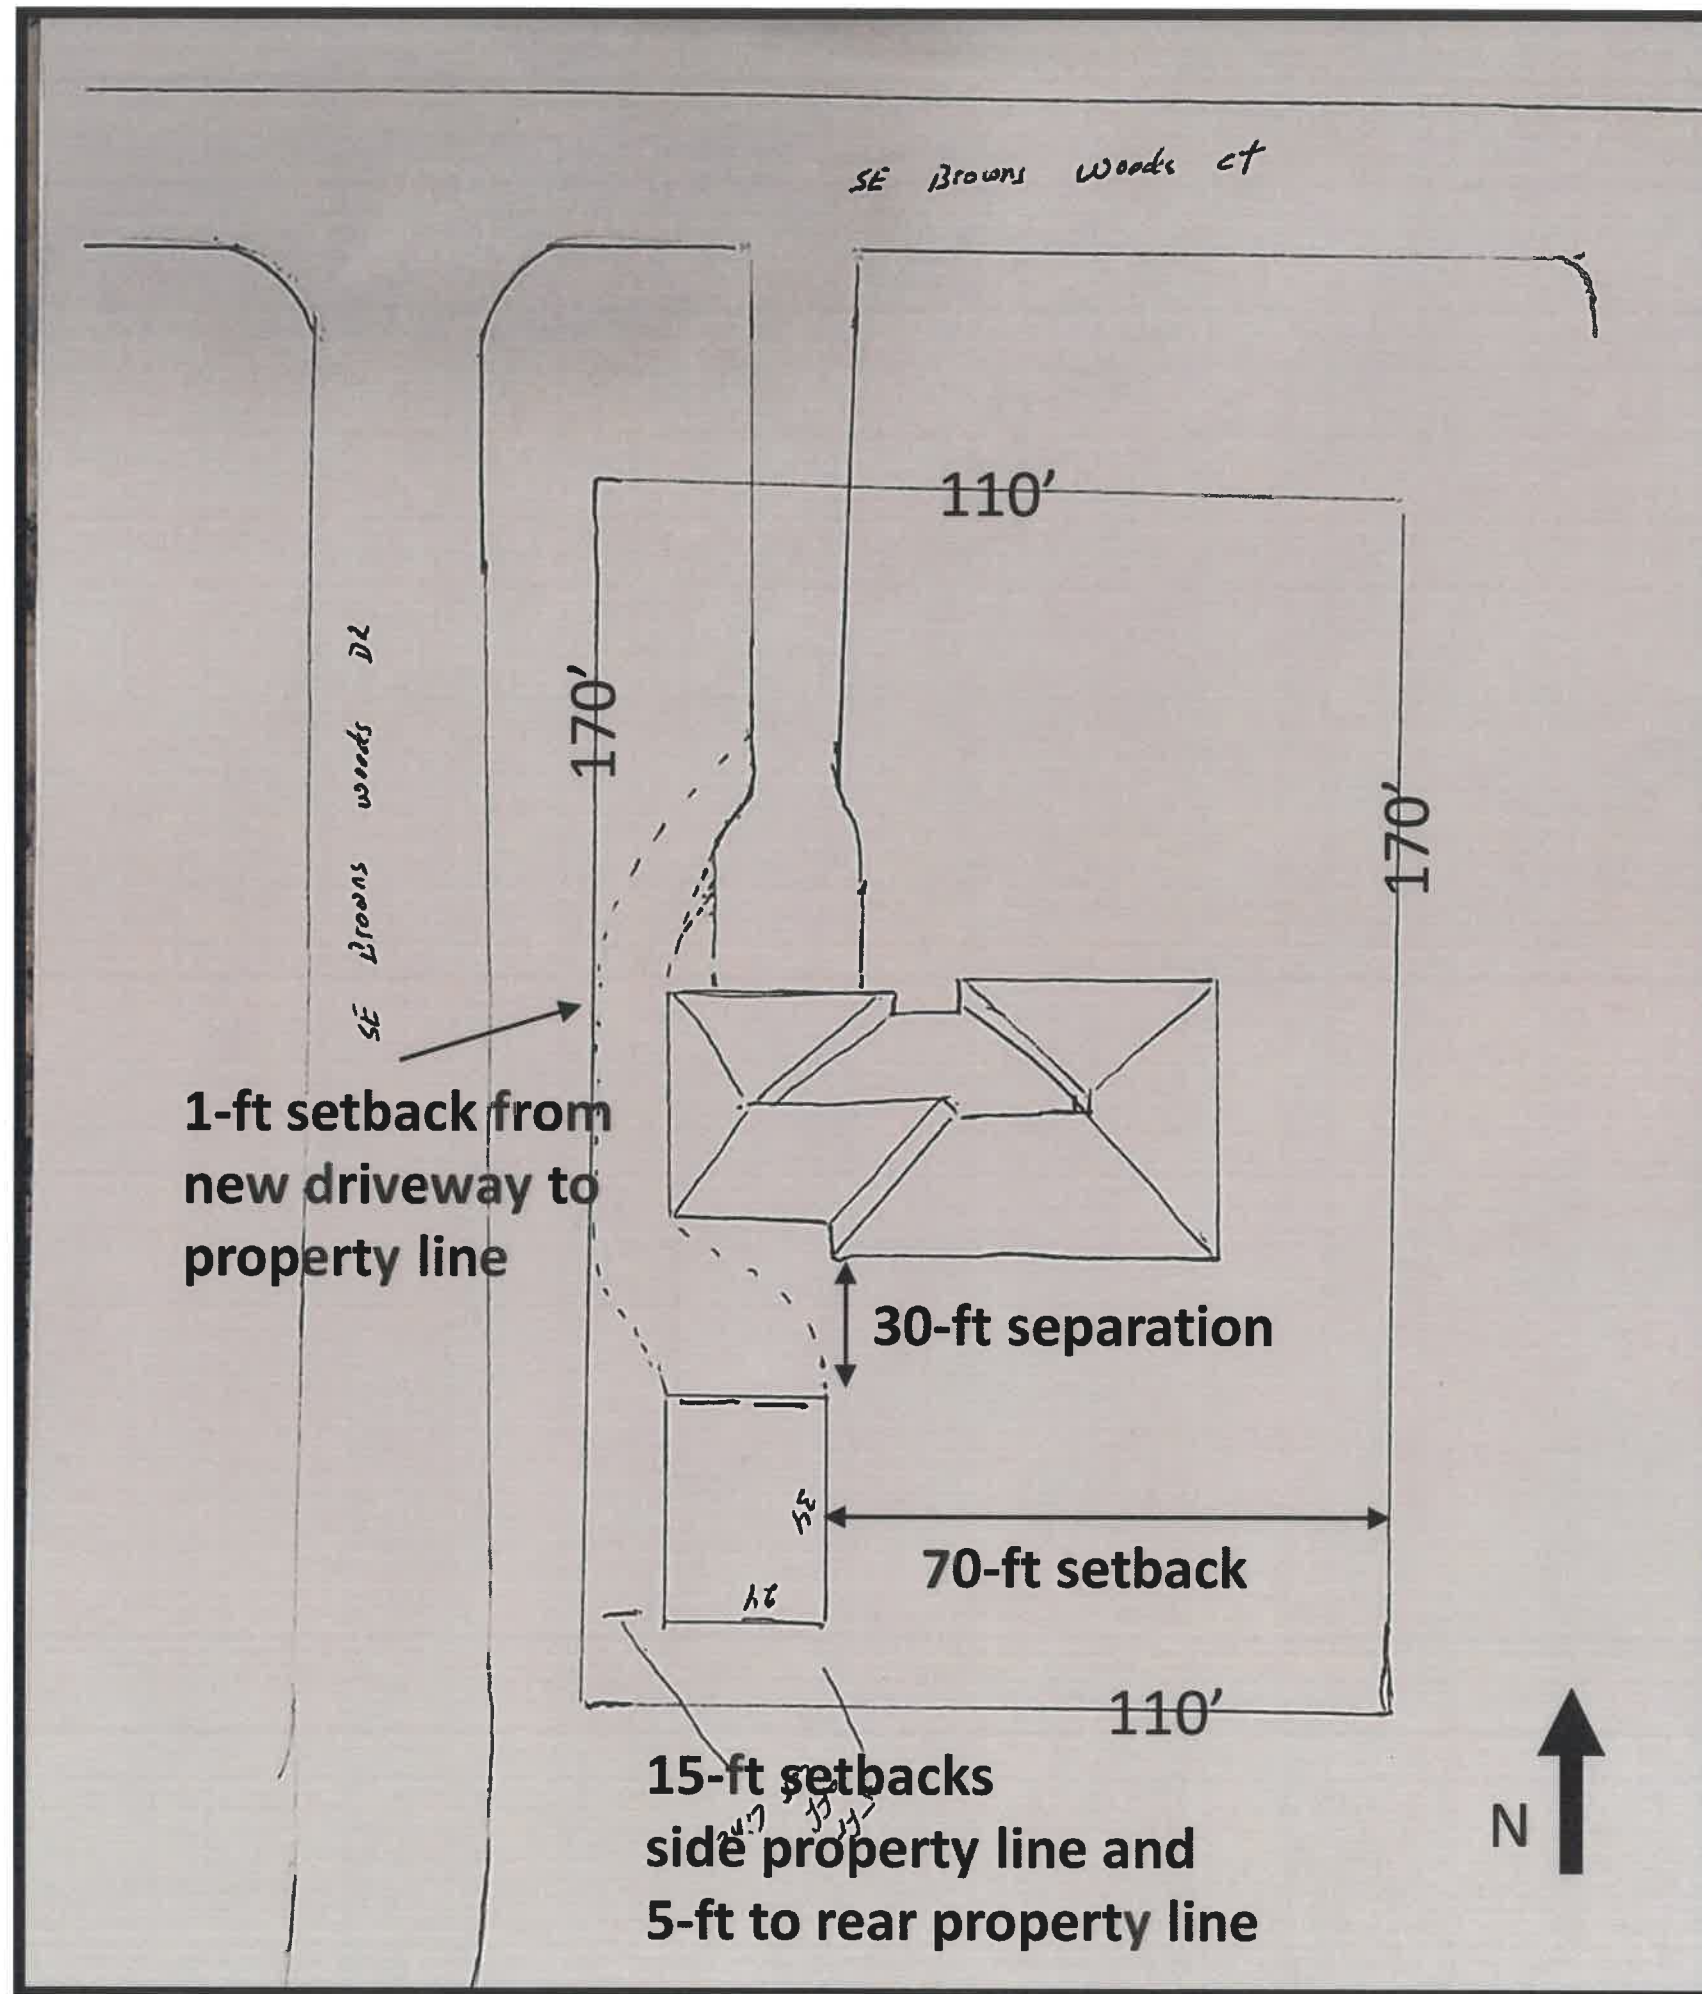 SE Browns Woods ct
110'
SE Browns Woods DR
170'
170'
1-ft setback from
new driveway to
property line
30-ft separation
34
70-ft setback
24
110'
15-ft setbacks
side property line and
5-ft to rear property line
N